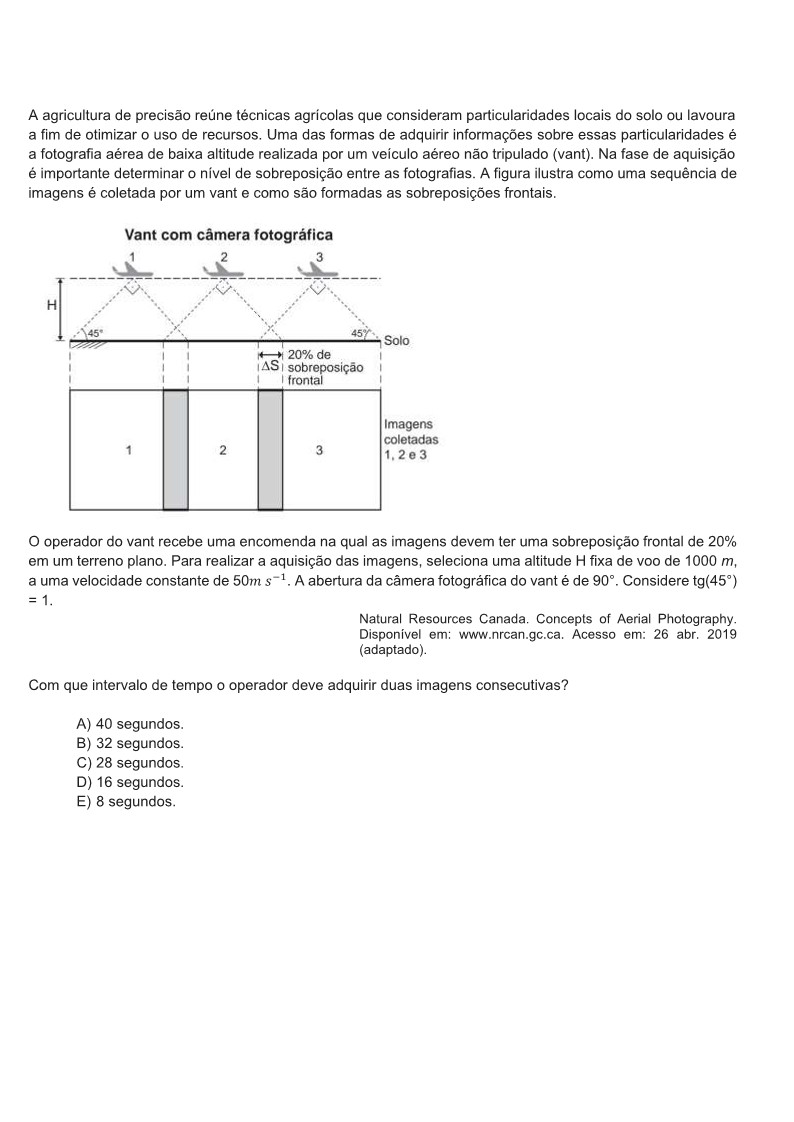 A agricultura de precisão reúne técnicas agrícolas que consideram particularidades locais do solo ou lavoura
a fim de otimizar o uso de recursos. Uma das formas de adquirir informações sobre essas particularidades é
a fotografia aérea de baixa altitude realizada por um veículo aéreo não tripulado (vant). Na fase de aquisição
é importante determinar o nível de sobreposição entre as fotografias. A figura ilustra como uma sequência de
imagens é coletada por um vant e como são formadas as sobreposições frontais.
Vant com câmera fotográfica
1 2 3
H
45° 45°
Solo
ΔS
20% de
sobreposição
frontal
1 2 3
Imagens
coletadas
1, 2 e 3
O operador do vant recebe uma encomenda na qual as imagens devem ter uma sobreposição frontal de 20%
em um terreno plano. Para realizar a aquisição das imagens, seleciona uma altitude H fixa de voo de 1000 m,
a uma velocidade constante de 50m s⁻¹. A abertura da câmera fotográfica do vant é de 90°. Considere tg(45°)
= 1.
Natural Resources Canada. Concepts of Aerial Photography.
Disponível em: www.nrcan.gc.ca. Acesso em: 26 abr. 2019
(adaptado).
Com que intervalo de tempo o operador deve adquirir duas imagens consecutivas?
A) 40 segundos.
B) 32 segundos.
C) 28 segundos.
D) 16 segundos.
E) 8 segundos.